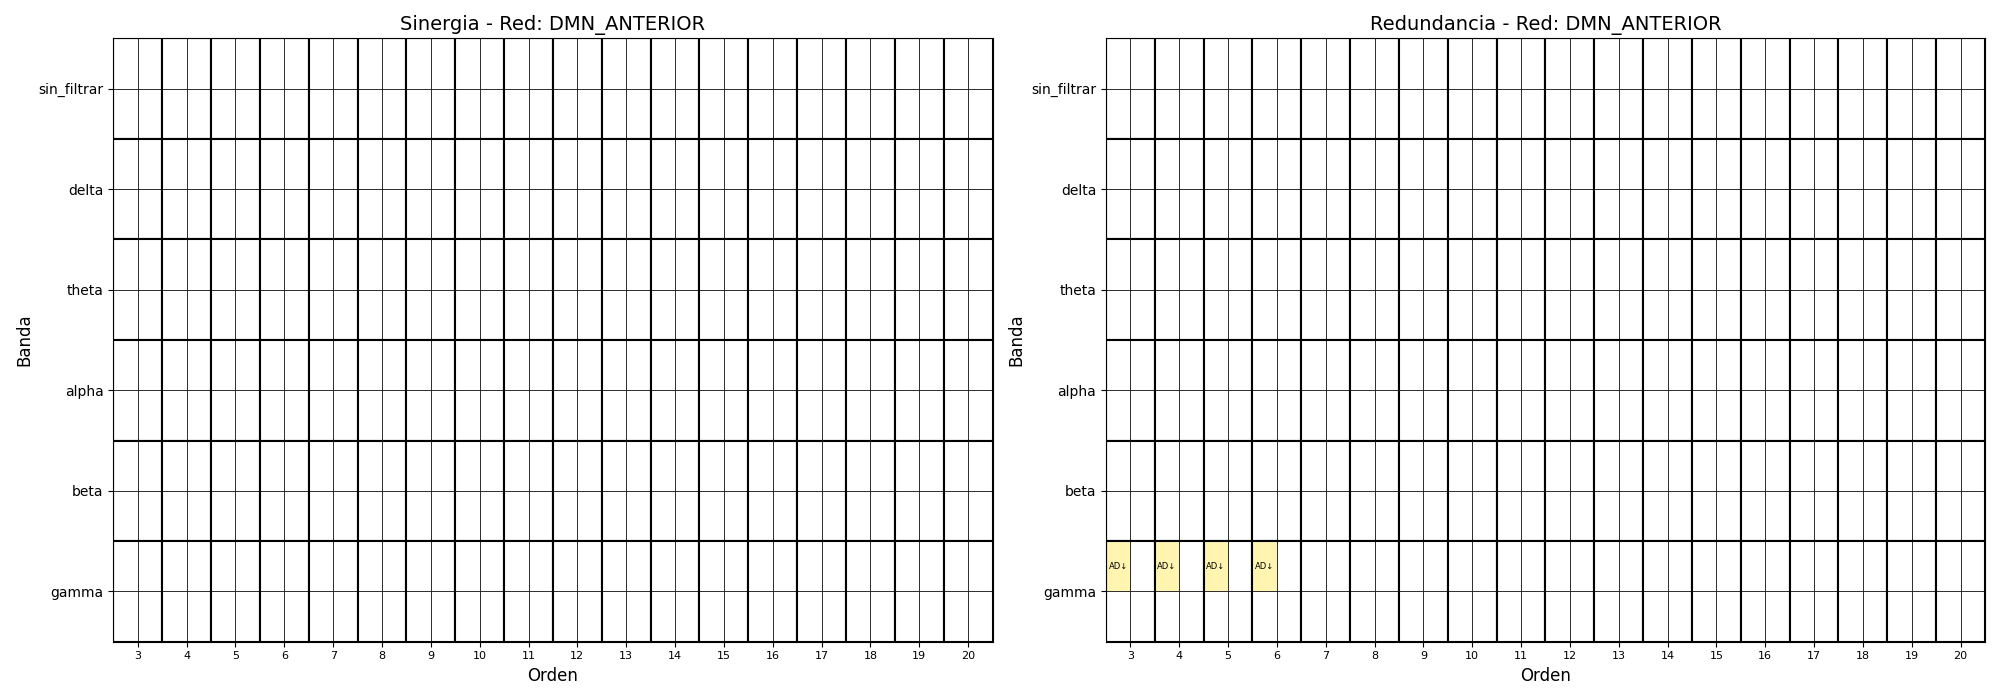 Sinergia - Red: DMN_ANTERIOR
Banda
sin_filtrar
delta
theta
alpha
beta
gamma
3 4 5 6 7 8 9 10 11 12 13 14 15 16 17 18 19 20
Orden
Redundancia - Red: DMN_ANTERIOR
Banda
sin_filtrar
delta
theta
alpha
beta
gamma
AD↓ AD↓ AD↓ AD↓
3 4 5 6 7 8 9 10 11 12 13 14 15 16 17 18 19 20
Orden